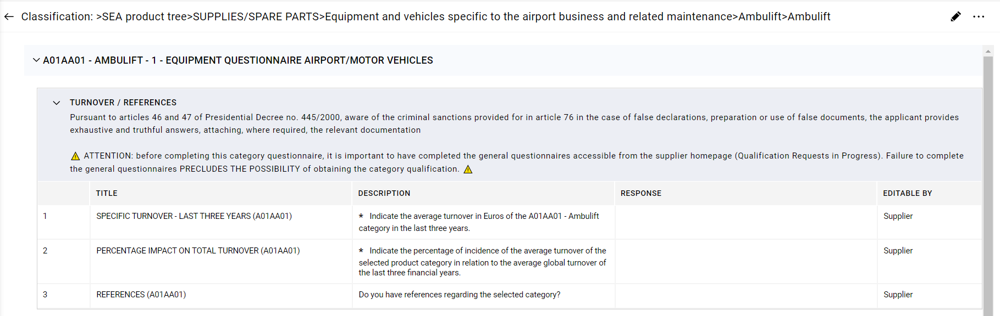 Classification: >SEA product tree>SUPPLIES/SPARE PARTS>Equipment and vehicles specific to the airport business and related maintenance>Ambulift>Ambulift
A01AA01 - AMBULIFT - 1 - EQUIPMENT QUESTIONNAIRE AIRPORT/MOTOR VEHICLES
TURNOVER / REFERENCES
Pursuant to articles 46 and 47 of Presidential Decree no. 445/2000, aware of the criminal sanctions provided for in article 76 in the case of false declarations, preparation or use of false documents, the applicant provides
exhaustive and truthful answers, attaching, where required, the relevant documentation
⚠ ATTENTION: before completing this category questionnaire, it is important to have completed the general questionnaires accessible from the supplier homepage (Qualification Requests in Progress). Failure to complete
the general questionnaires PRECLUDES THE POSSIBILITY of obtaining the category qualification. ⚠
TITLE DESCRIPTION RESPONSE EDITABLE BY
1 SPECIFIC TURNOVER - LAST THREE YEARS (A01AA01) * Indicate the average turnover in Euros of the A01AA01 - Ambulift Supplier
category in the last three years.
2 PERCENTAGE IMPACT ON TOTAL TURNOVER (A01AA01) * Indicate the percentage of incidence of the average turnover of the Supplier
selected product category in relation to the average global turnover of
the last three financial years.
3 REFERENCES (A01AA01) Do you have references regarding the selected category? Supplier